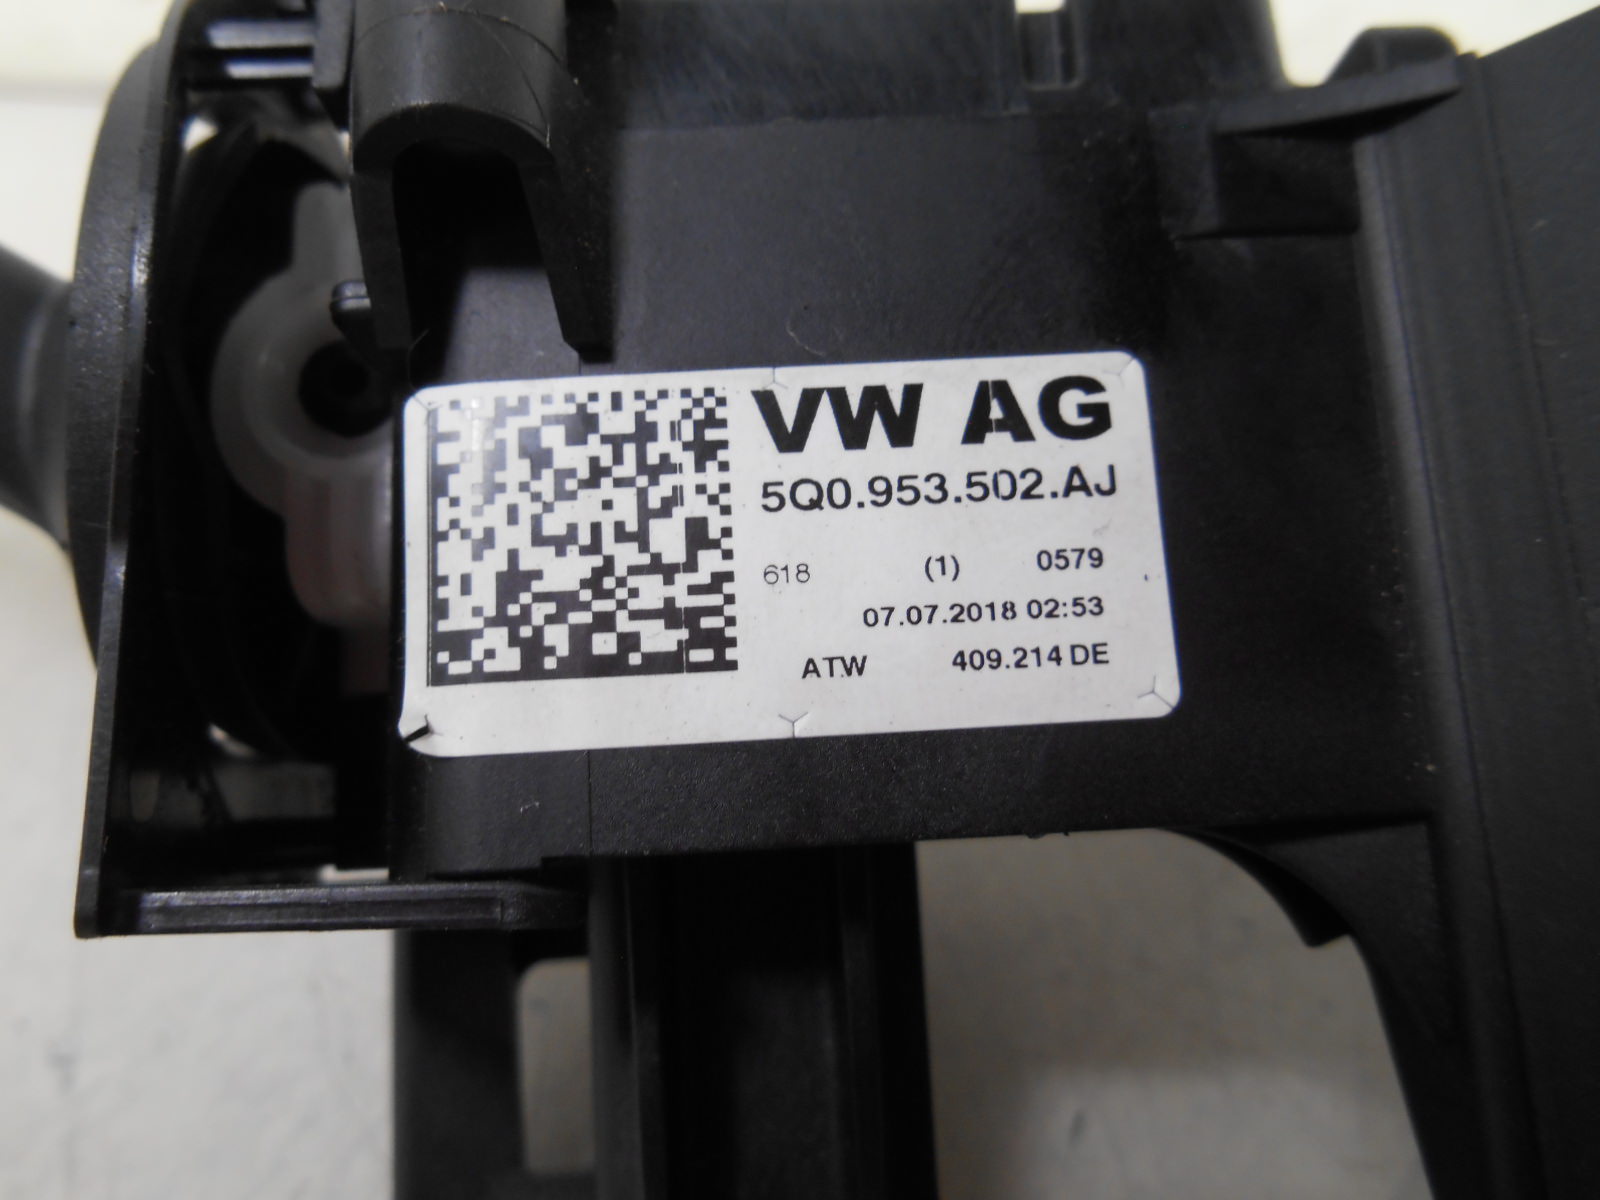 VW AG
5Q0.953.502.AJ
618 (1) 0579
07.07.2018 02:53
ATW 409.214 DE